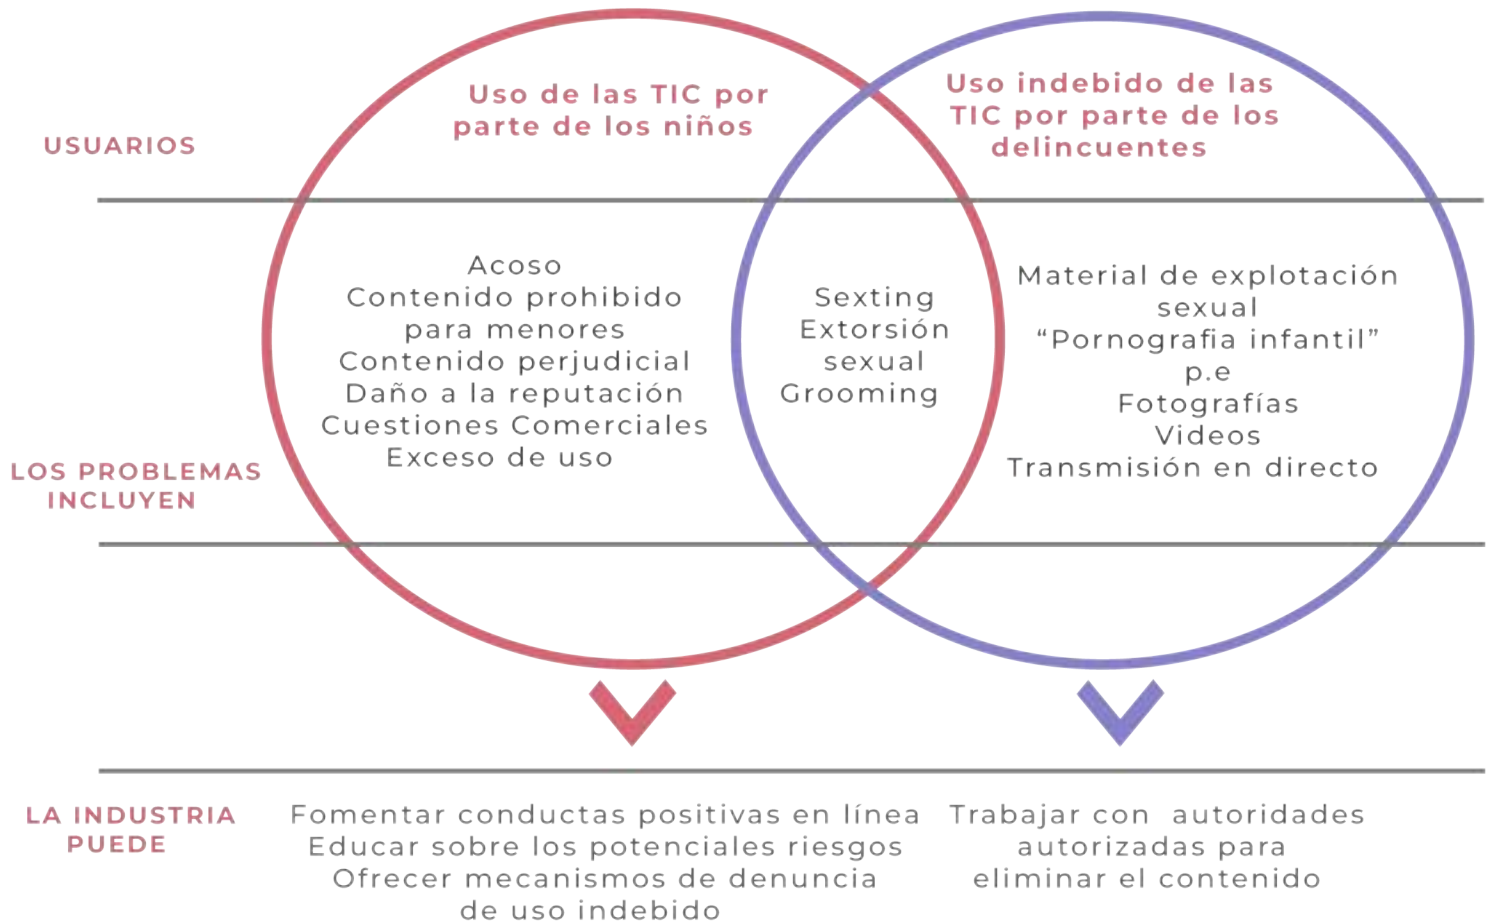 Uso de las TIC por
parte de los niños
Uso indebido de las
TIC por parte de los
delincuentes
USUARIOS
Acoso
Contenido prohibido
para menores
Contenido perjudicial
Daño a la reputación
Cuestiones Comerciales
Exceso de uso
Sexting
Extorsión
sexual
Grooming
Material de explotación
sexual
“Pornografia infantil”
p.e
Fotografías
Videos
Transmisión en directo
LOS PROBLEMAS
INCLUYEN
LA INDUSTRIA
PUEDE
Fomentar conductas positivas en línea
Educar sobre los potenciales riesgos
Ofrecer mecanismos de denuncia
de uso indebido
Trabajar con autoridades
autorizadas para
eliminar el contenido